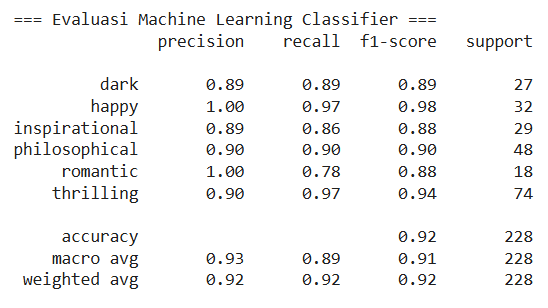 === Evaluasi Machine Learning Classifier ===
precision recall f1-score support
dark 0.89 0.89 0.89 27
happy 1.00 0.97 0.98 32
inspirational 0.89 0.86 0.88 29
philosophical 0.90 0.90 0.90 48
romantic 1.00 0.78 0.88 18
thrilling 0.90 0.97 0.94 74
accuracy 0.92 228
macro avg 0.93 0.89 0.91 228
weighted avg 0.92 0.92 0.92 228